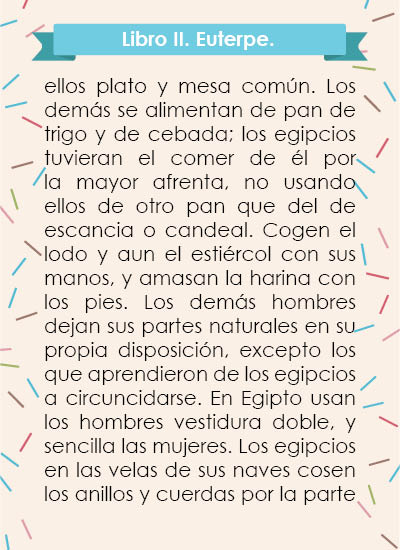 Libro II. Euterpe.
ellos plato y mesa común. Los
demás se alimentan de pan de
trigo y de cebada; los egipcios
tuvieran el comer de él por
la mayor afrenta, no usando
ellos de otro pan que del de
escancia o candeal. Cogen el
lodo y aun el estiércol con sus
manos, y amasan la harina con
los pies. Los demás hombres
dejan sus partes naturales en su
propia disposición, excepto los
que aprendieron de los egipcios
a circuncidarse. En Egipto usan
los hombres vestidura doble, y
sencilla las mujeres. Los egipcios
en las velas de sus naves cosen
los anillos y cuerdas por la parte